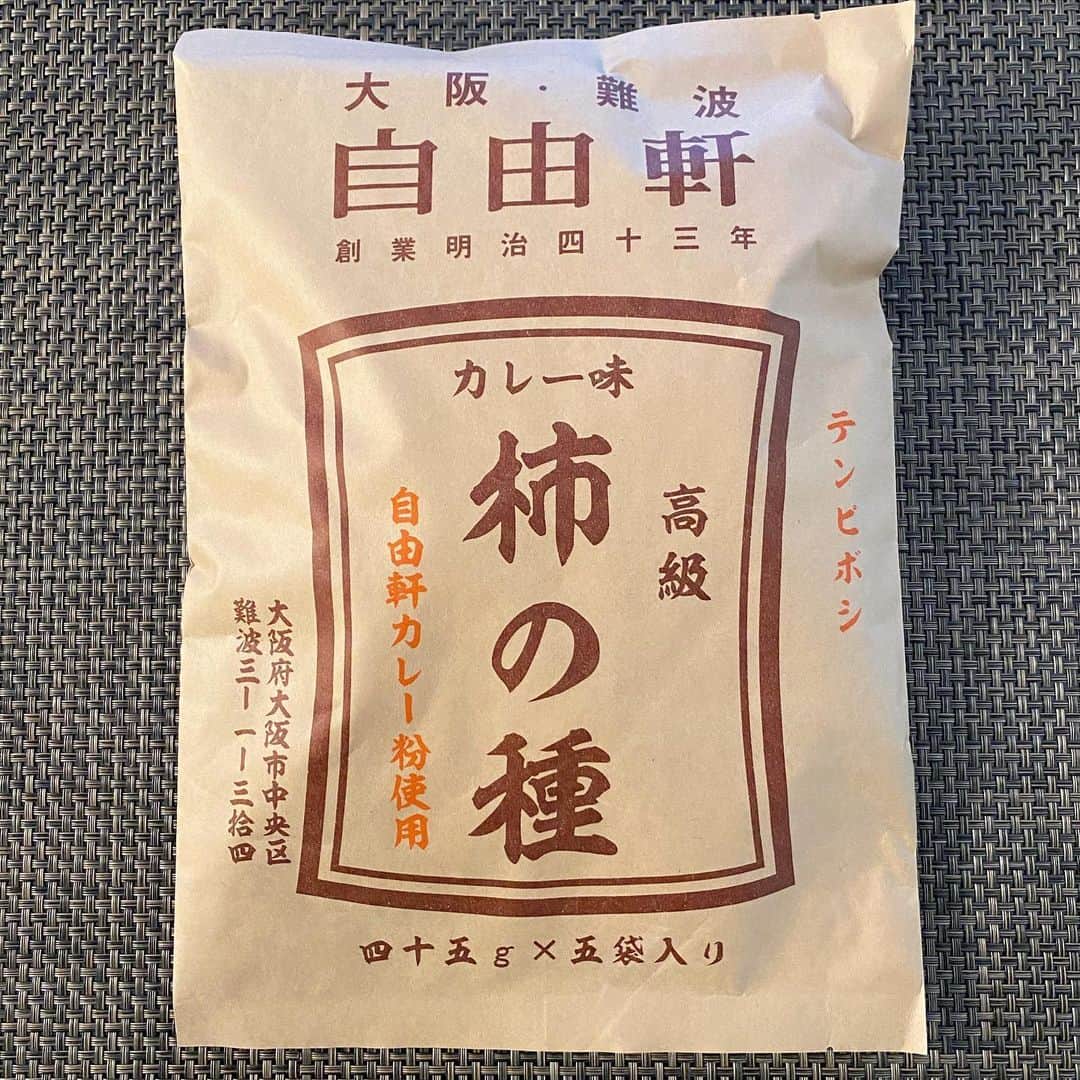 大阪・難波
自由軒
創業明治四十三年
カレー味
高級
柿の種
自由軒カレー粉使用
テンピボシ
大阪府大阪市中央区
難波三ー一ー三拾四
四十五g×五袋入り